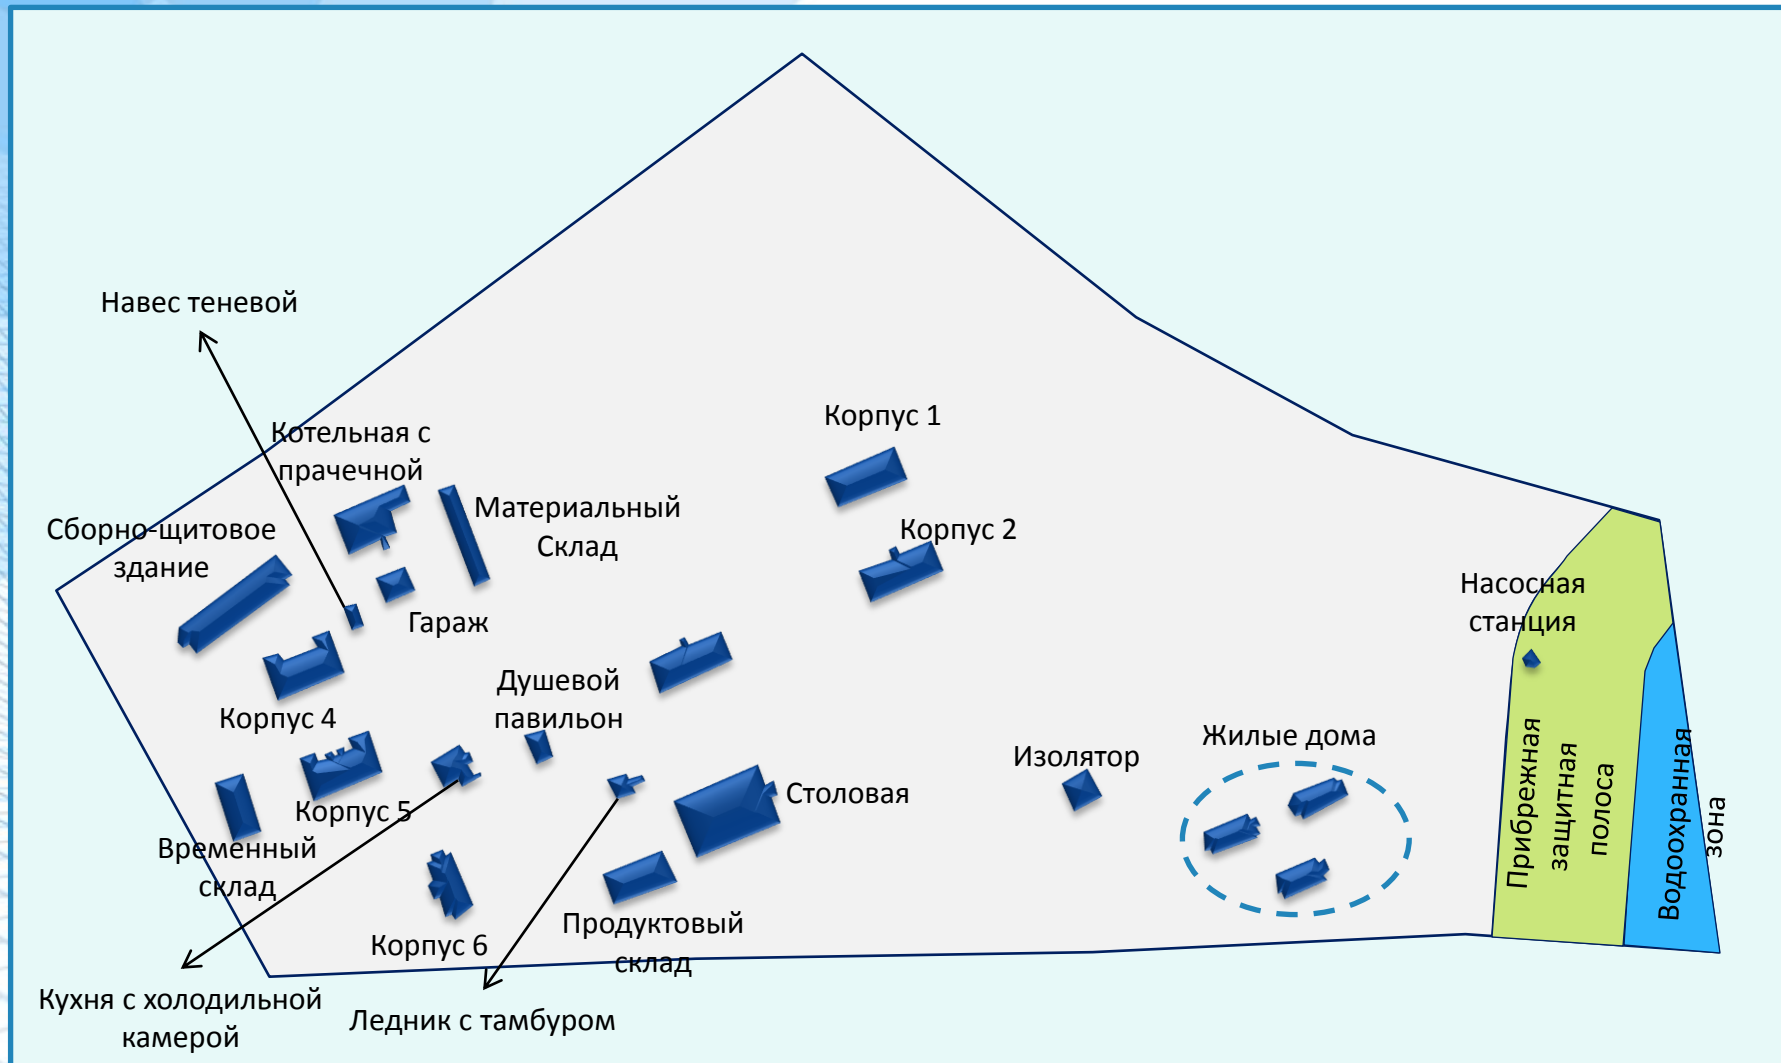 Навес теневой
Котельная с
прачечной
Корпус 1
Материальный
Склад
Сборно-щитовое
здание
Корпус 2
Гараж
Насосная
станция
Душевой
павильон
Корпус 4
Жилые дома
Изолятор
Столовая
Корпус 5
Временный
склад
Прибрежная
защитная
полоса
Водоохранная
зона
Корпус 6
Продуктовый
склад
Кухня с холодильной
камерой
Ледник с тамбуром